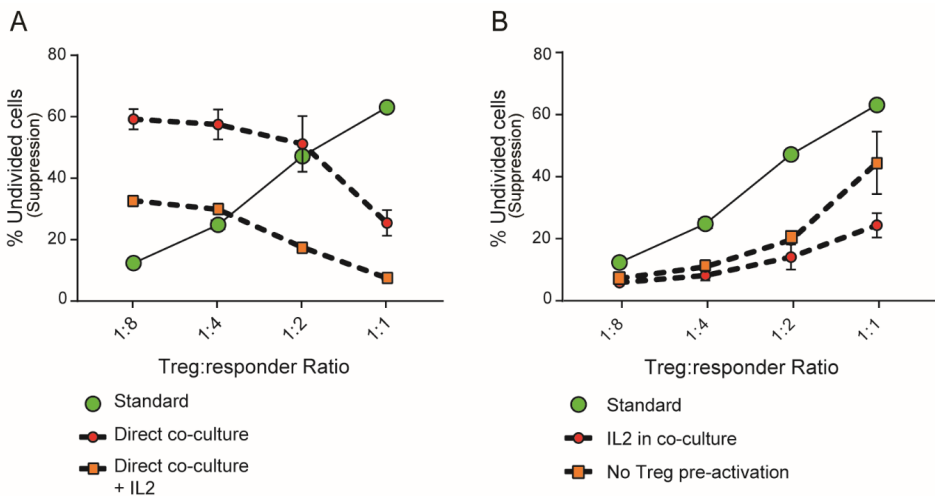 A
% Undivided cells
(Suppression)
80
60
40
20
0
1:8
1:4
1:2
1:1
Treg:responder Ratio
Standard
Direct co-culture
Direct co-culture
+ IL2
B
% Undivided cells
(Suppression)
80
60
40
20
0
1:8
1:4
1:2
1:1
Treg:responder Ratio
Standard
IL2 in co-culture
No Treg pre-activation